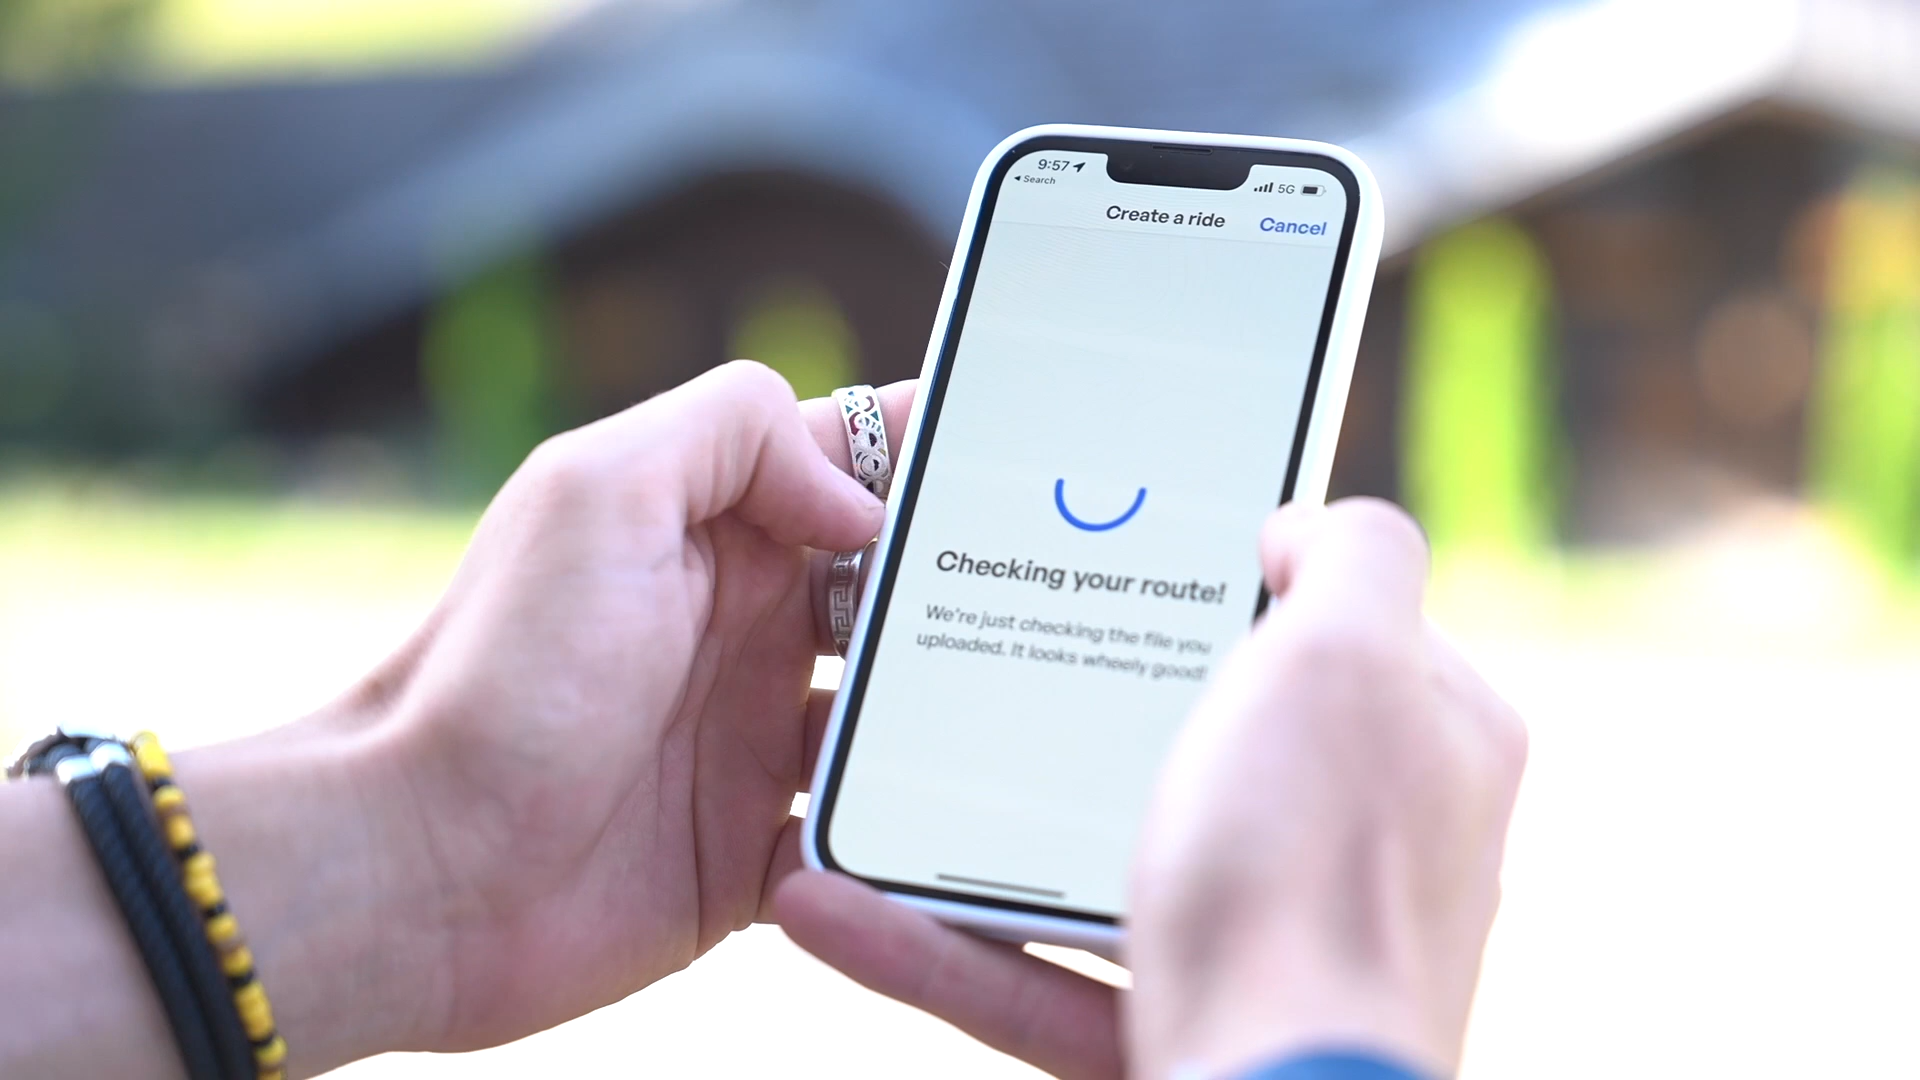 9:57
◀ Search
5G
Create a ride
Cancel
Checking your route!
We're just checking the file you
uploaded. It looks wheely good!